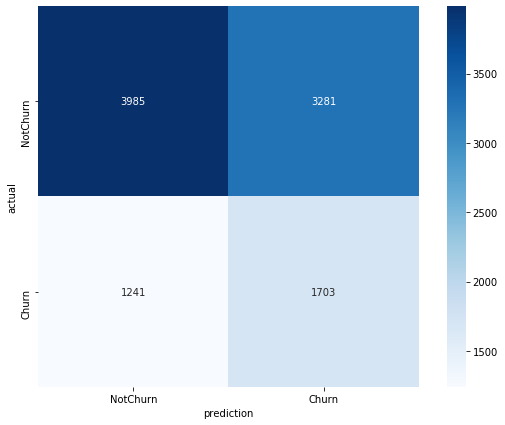 NotChurn
3985
3281
actual
Churn
1241
1703
NotChurn
Churn
prediction
3500
3000
2500
2000
1500